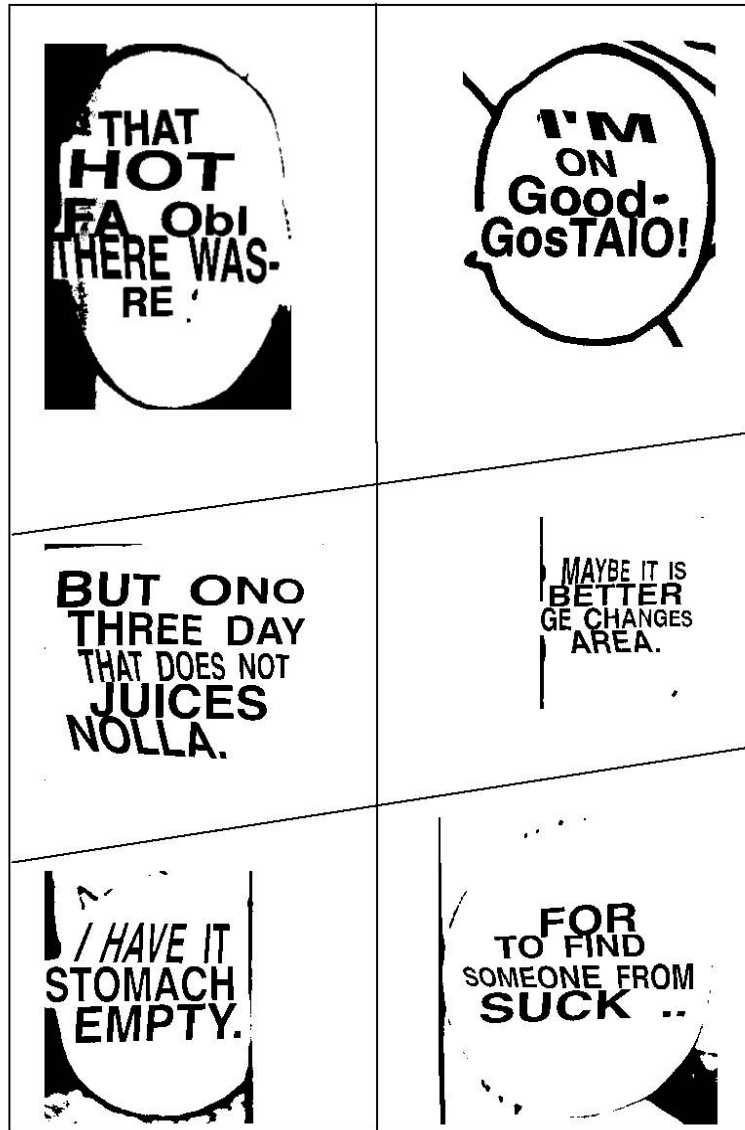 THAT
HOT
FA ObI
THERE WAS-
RE
I'M
ON
Good-
GosTAIO!
BUT ONO
THREE DAY
THAT DOES NOT
JUICES
NOLLA.
MAYBE IT IS
BETTER
GE CHANGES
AREA.
I HAVE IT
STOMACH
EMPTY.
FOR
TO FIND
SOMEONE FROM
SUCK ..